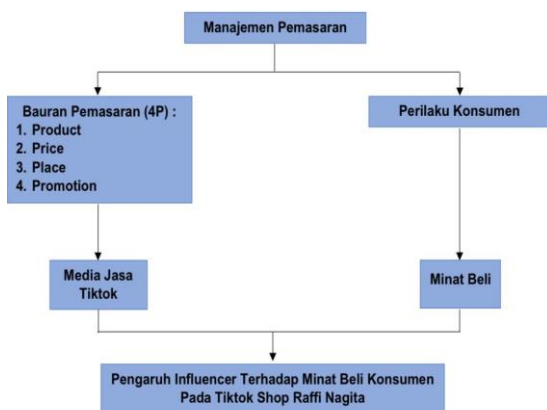 Manajemen Pemasaran
Bauran Pemasaran (4P) :
1. Product
2. Price
3. Place
4. Promotion
Perilaku Konsumen
Media Jasa
Tiktok
Minat Beli
Pengaruh Influencer Terhadap Minat Beli Konsumen
Pada Tiktok Shop Raffi Nagita